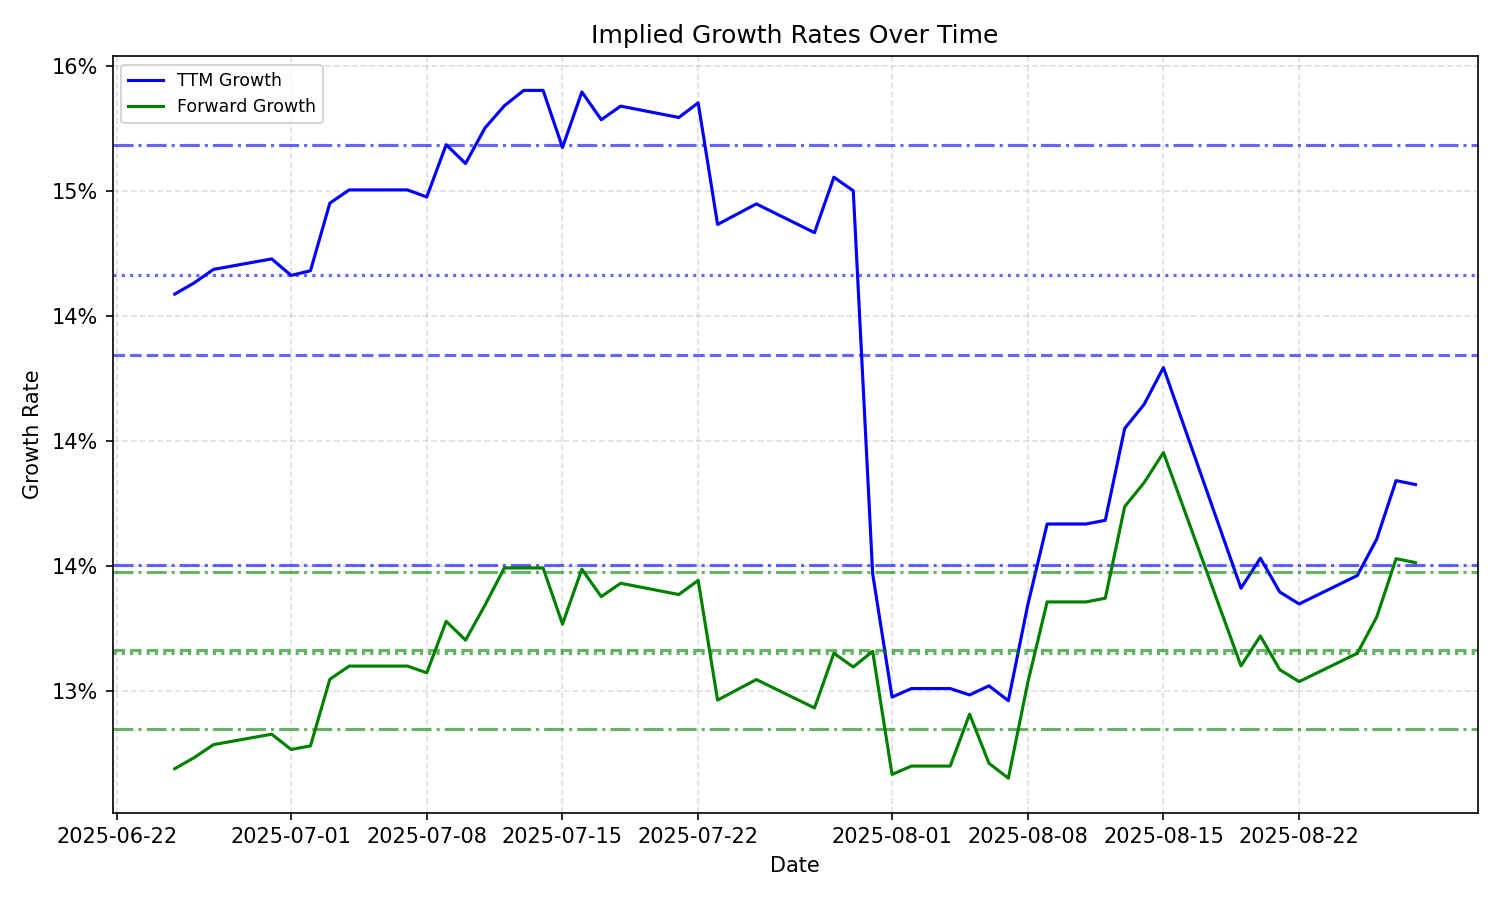 Implied Growth Rates Over Time
TTM Growth
Forward Growth
16%
15%
14%
14%
14%
13%
Growth Rate
2025-06-22 2025-07-01 2025-07-08 2025-07-15 2025-07-22 2025-08-01 2025-08-08 2025-08-15 2025-08-22
Date